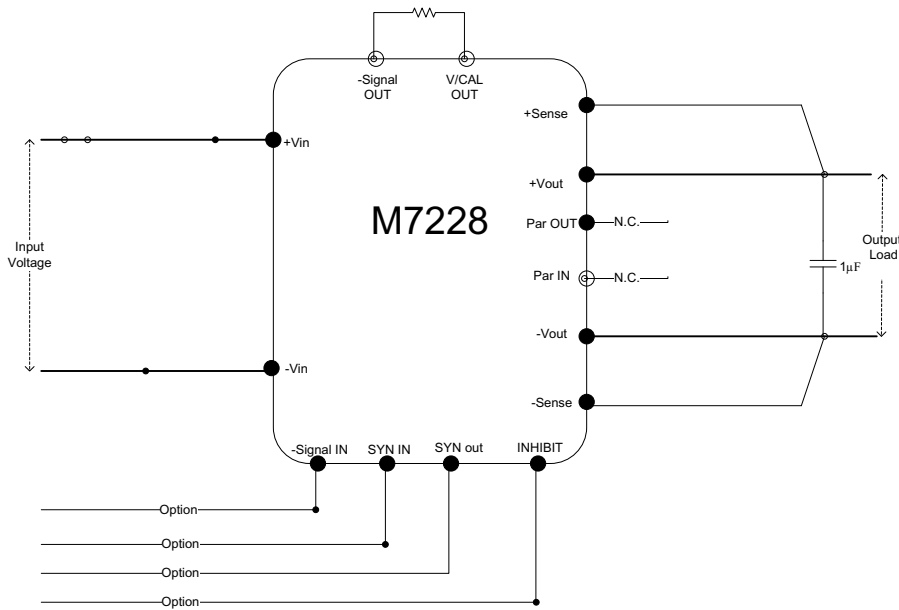 -Signal
OUT
V/CAL
OUT
+Sense
+Vin
+Vout
M7228
Par OUT
N.C.
Input
Voltage
Output
Load
Par IN
N.C.
1µF
-Vout
-Vin
-Sense
-Signal IN
SYN IN
SYN out
INHIBIT
Option
Option
Option
Option